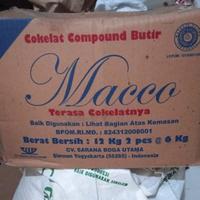 Cokelat Compound Butir
Macco
Terasa Cokelatnya
Baik Digunakan : Lihat Bagian Atas Kemasan
BPOM.RI.MD. : 824312008001
Berat Bersih : 12 Kg 2 pcs @ 6 Kg
CV. SARANA BOGA UTAMA
Sleman Yogyakarta (55285) - Indonesia